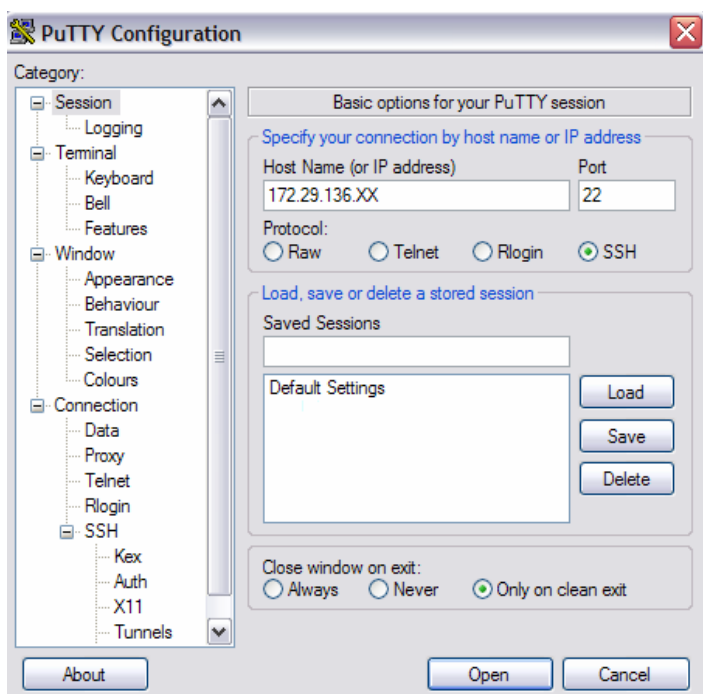 PuTTY Configuration
Category:
Session
Logging
Terminal
Keyboard
Bell
Features
Window
Appearance
Behaviour
Translation
Selection
Colours
Connection
Data
Proxy
Telnet
Rlogin
SSH
Kex
Auth
X11
Tunnels
Basic options for your PuTTY session
Specify your connection by host name or IP address
Host Name (or IP address) Port
172.29.136.XX 22
Protocol:
Raw Telnet Rlogin SSH
Load, save or delete a stored session
Saved Sessions
Default Settings
Load
Save
Delete
Close window on exit:
Always Never Only on clean exit
About Open Cancel